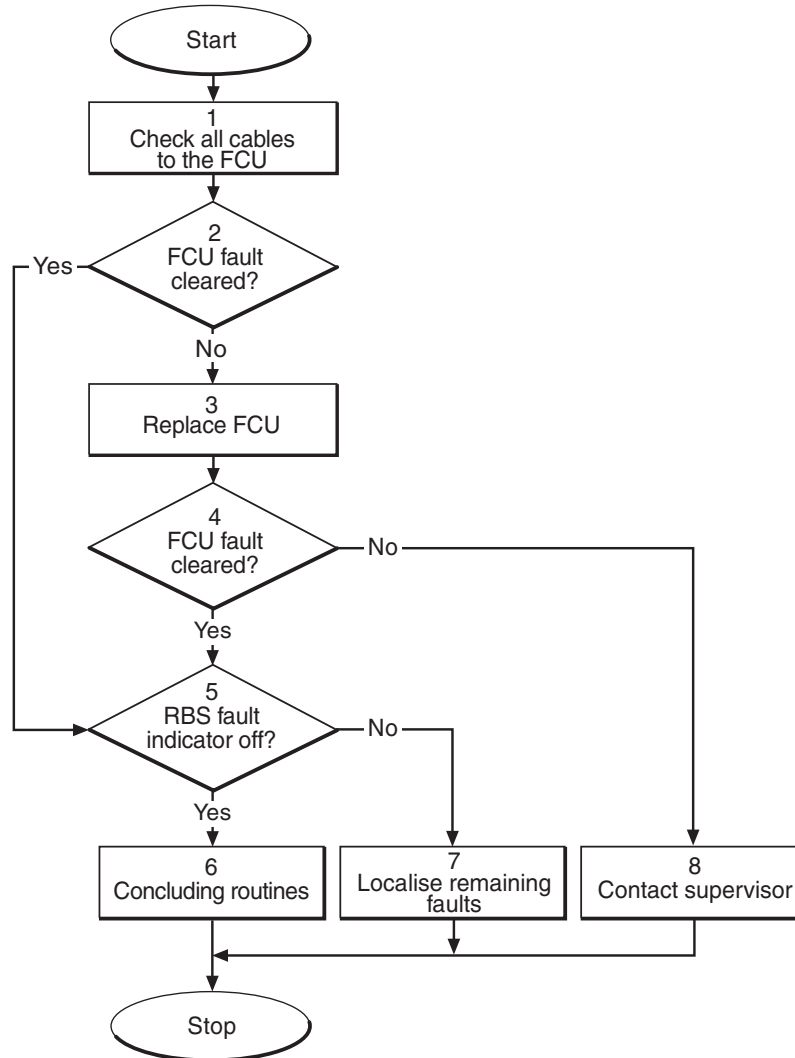 Start
1
Check all cables
to the FCU
2
FCU fault
cleared?
Yes
No
3
Replace FCU
4
FCU fault
cleared?
No
Yes
5
RBS fault
indicator off?
No
Yes
6
Concluding routines
7
Localise remaining
faults
8
Contact supervisor
Stop